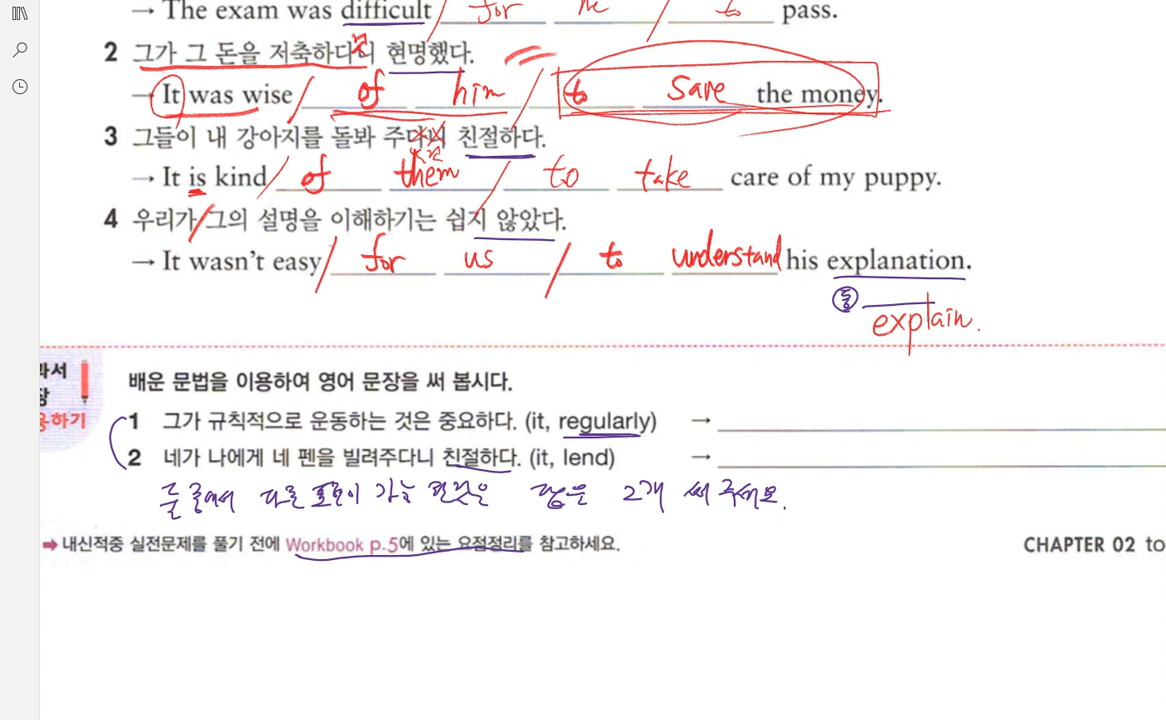 → The exam was difficult / for me / to pass.
2 그가 그 돈을 저축하다니 현명했다.
→ It was wise / of him / to save the money.
3 그들이 내 강아지를 돌봐 주다니 친절하다.
→ It is kind / of them / to take care of my puppy.
4 우리가 / 그의 설명을 이해하기는 쉽지 않았다.
→ It wasn't easy / for us / to understand his explanation.
동
explain.
과서
장
용하기
배운 문법을 이용하여 영어 문장을 써 봅시다.
1 그가 규칙적으로 운동하는 것은 중요하다. (it, regularly) →
2 네가 나에게 네 펜을 빌려주다니 친절하다. (it, lend) →
둘 중에서 다른 표현이 가능한 것은 답을 2개 써 주세요.
➡ 내신적중 실전문제를 풀기 전에 Workbook p.5에 있는 요점정리를 참고하세요.
CHAPTER 02 to